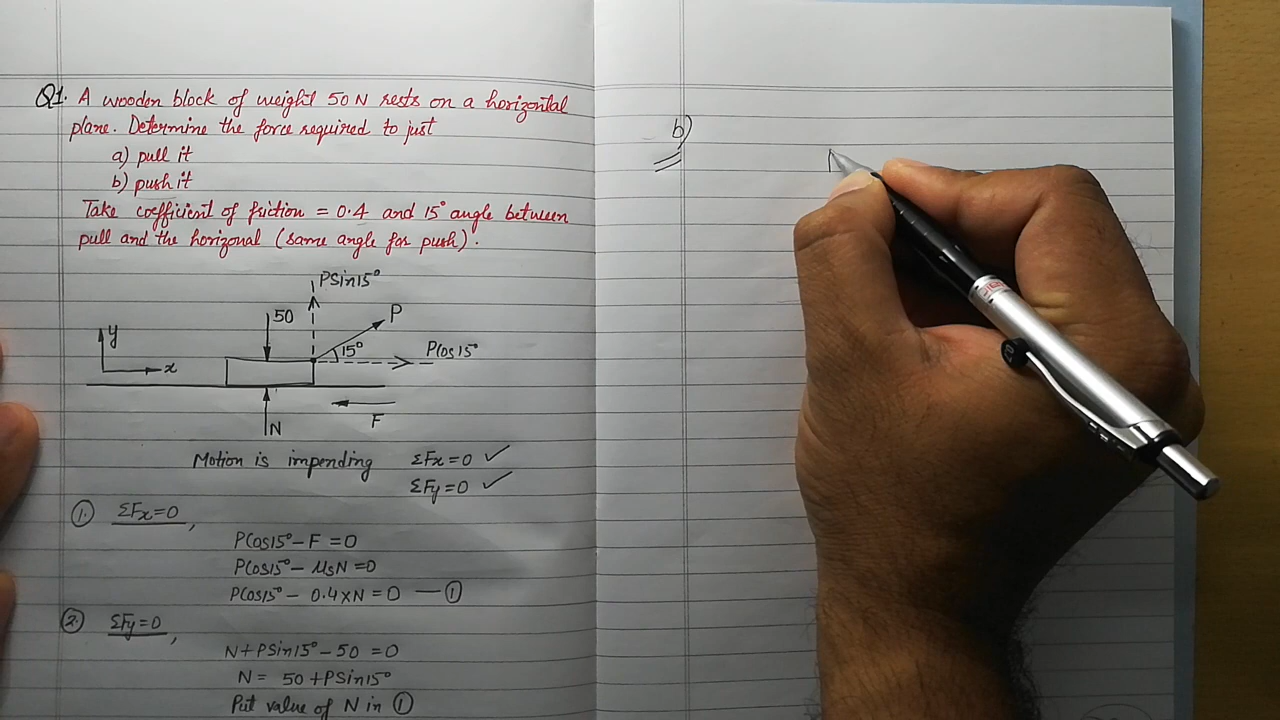 Q1. A wooden block of weight 50 N rests on a horizontal
plane. Determine the force required to just
a) pull it
b) push it
Take coefficient of friction = 0.4 and 15° angle between
pull and the horizonal (same angle for push).
PSin15°
50
P
y
15°
PCos15°
x
F
N
Motion is impending ΣFx=0 ✓
ΣFy=0 ✓
①. ΣFx=0,
PCos15°- F = 0
PCos15°- μsN =0
PCos15°- 0.4×N = 0 — ①
②. ΣFy=0,
N+PSin15°- 50 = 0
N = 50 +PSin15°
Put value of N in ①
b)